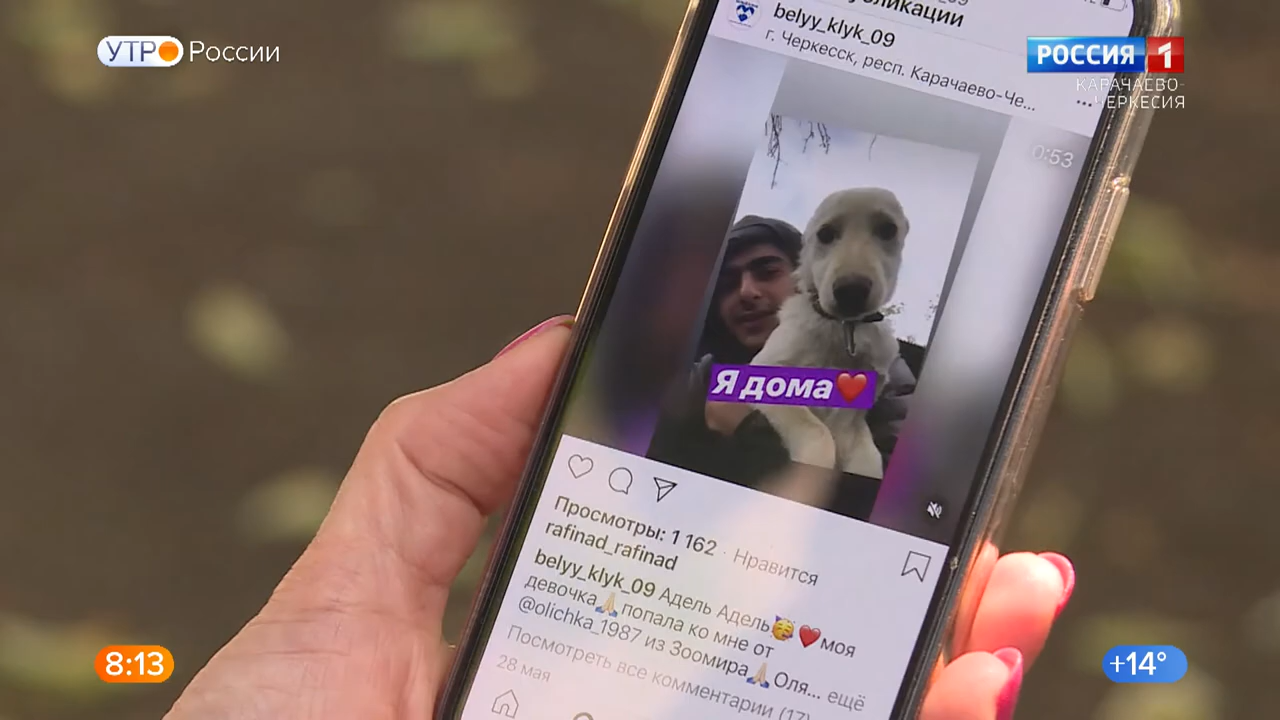 УТРО России
РОССИЯ 1
КАРАЧАЕВО-
ЧЕРКЕСИЯ
belyy_klyk_09
г. Черкесск, респ. Карачаево-Че...
0:53
Я дома❤️
Просмотры: 1 162 · Нравится
rafinad_rafinad
belyy_klyk_09 Адель Адель🥳❤️моя
девочка🙏попала ко мне от
@olichka_1987 из Зоомира🙏Оля... ещё
Посмотреть все комментарии (17)
28 мая
8:13
+14°